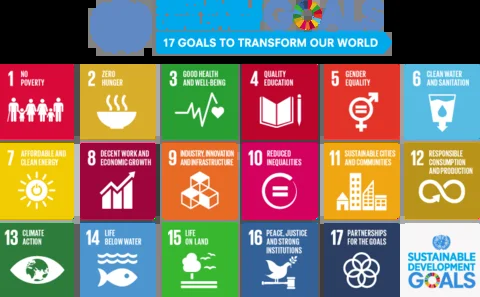 GOALS
17 GOALS TO TRANSFORM OUR WORLD
1 NO
POVERTY
2 ZERO
HUNGER
3 GOOD HEALTH
AND WELL-BEING
4 QUALITY
EDUCATION
5 GENDER
EQUALITY
6 CLEAN WATER
AND SANITATION
7 AFFORDABLE AND
CLEAN ENERGY
8 DECENT WORK AND
ECONOMIC GROWTH
9 INDUSTRY, INNOVATION
AND INFRASTRUCTURE
10 REDUCED
INEQUALITIES
11 SUSTAINABLE CITIES
AND COMMUNITIES
12 RESPONSIBLE
CONSUMPTION
AND PRODUCTION
13 CLIMATE
ACTION
14 LIFE
BELOW WATER
15 LIFE
ON LAND
16 PEACE, JUSTICE
AND STRONG
INSTITUTIONS
17 PARTNERSHIPS
FOR THE GOALS
SUSTAINABLE
DEVELOPMENT
GOALS